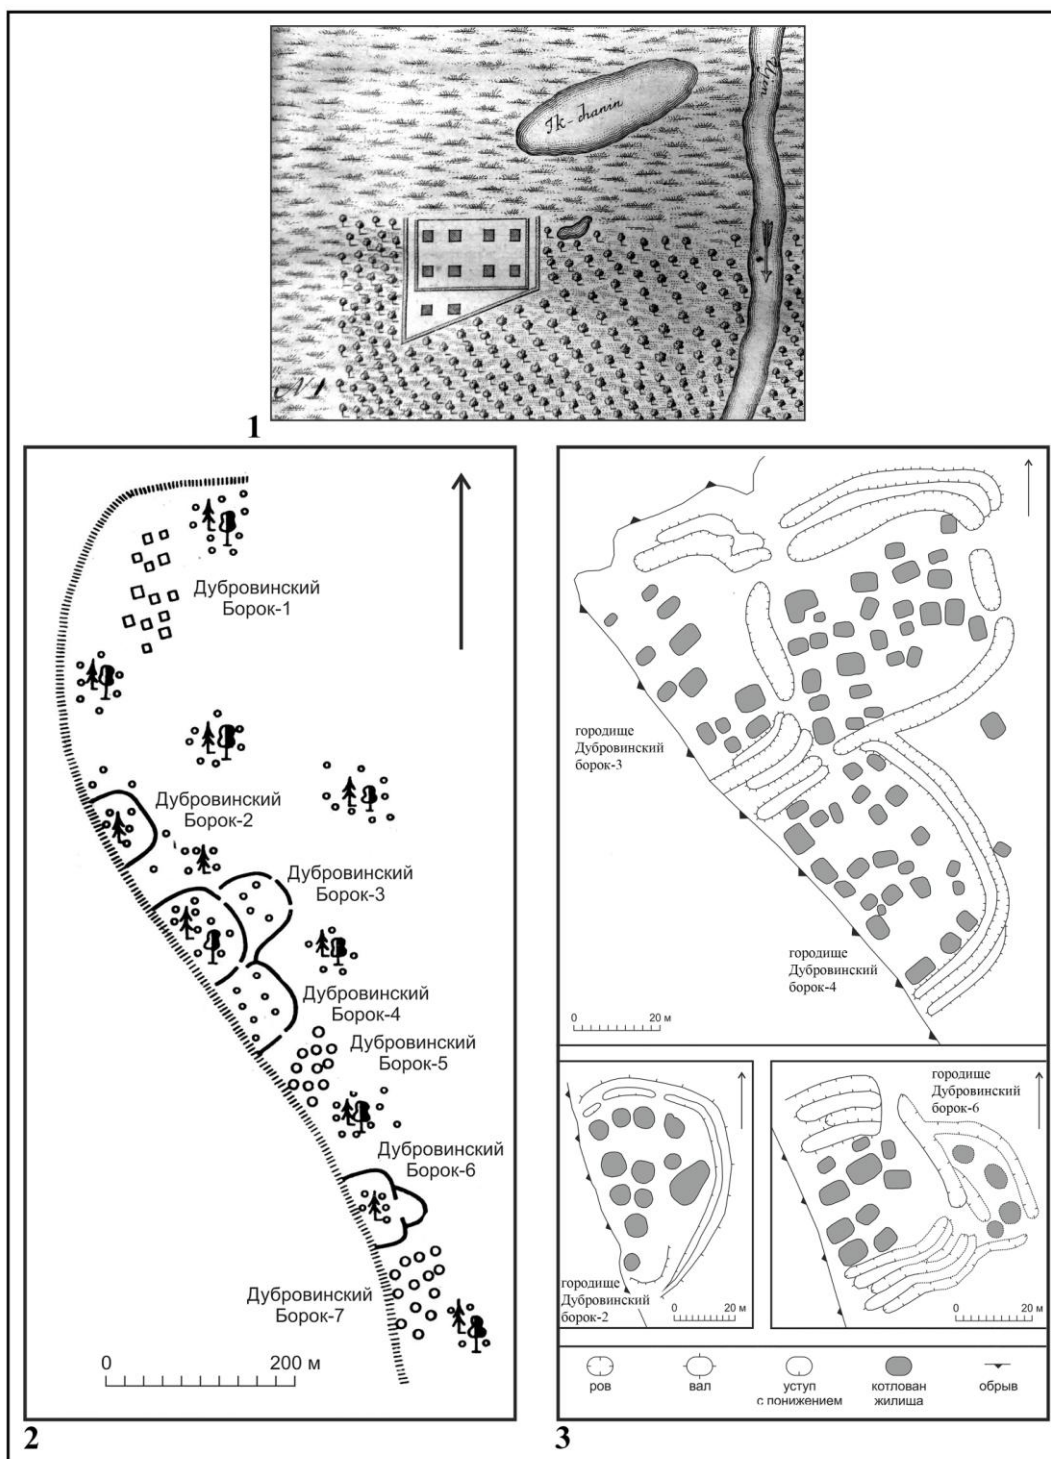 Ik-chanin
Ujen
N 1
1
Дубровинский
Борок-1
Дубровинский
Борок-2
Дубровинский
Борок-3
Дубровинский
Борок-4
Дубровинский
Борок-5
Дубровинский
Борок-6
Дубровинский
Борок-7
0 200 м
2
городище
Дубровинский
борок-3
городище
Дубровинский
борок-4
0 20 м
городище
Дубровинский
борок-2
0 20 м
городище
Дубровинский
борок-6
0 20 м
ров
вал
уступ
с понижением
котлован
жилища
обрыв
3